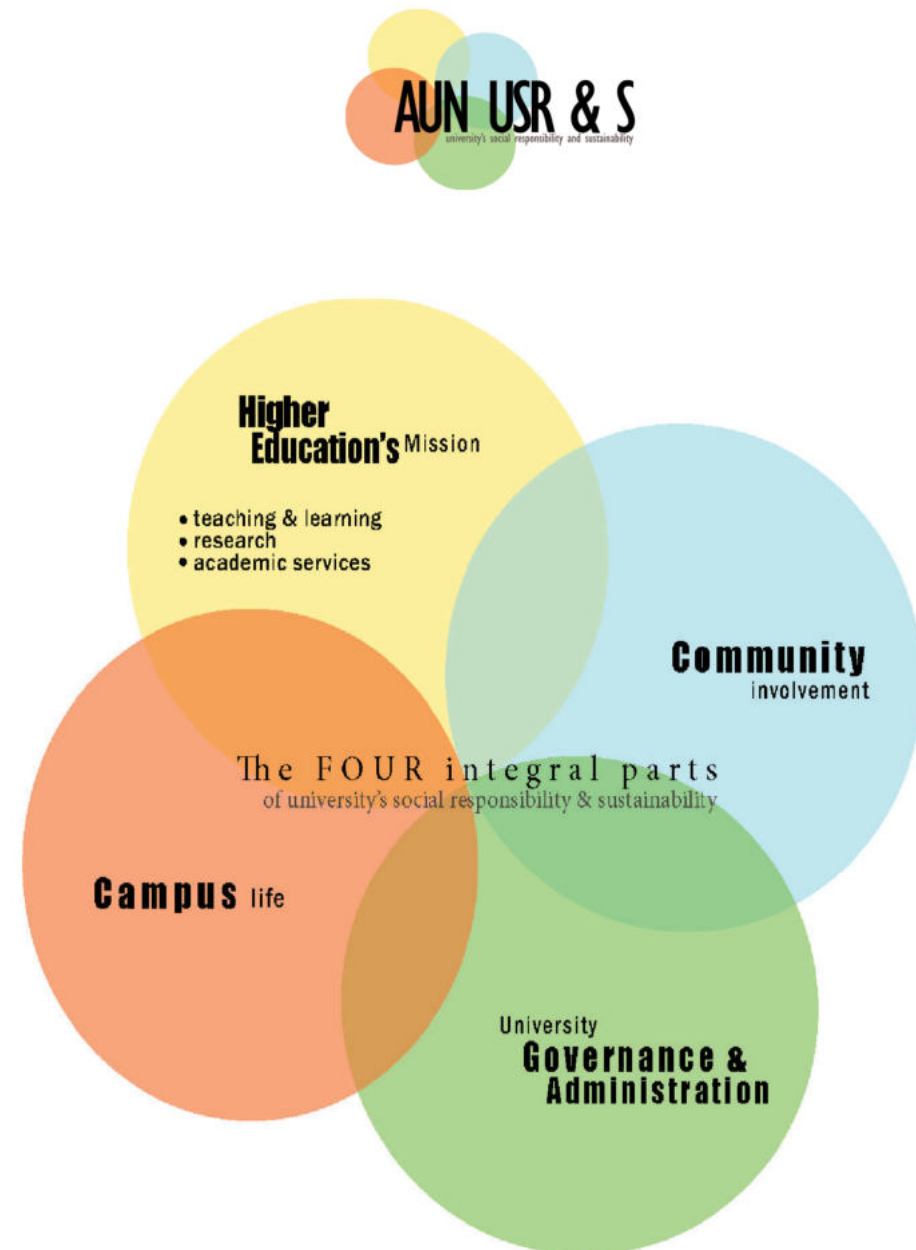 AUN USR & S
university's social responsibility and sustainability
Higher
Education's Mission
• teaching & learning
• research
• academic services
Community
involvement
The FOUR integral parts
of university's social responsibility & sustainability
Campus life
University
Governance &
Administration